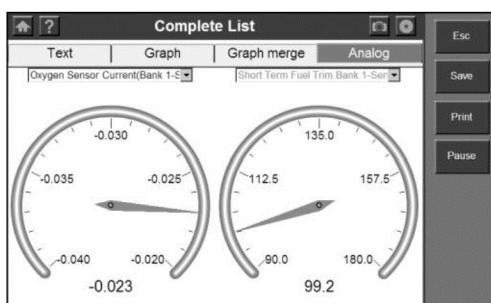 ? Complete List
Esc
Text Graph Graph merge Analog
Oxygen Sensor Current(Bank 1-S Short Term Fuel Trim Bank 1-Sen
Save
-0.030 135.0
Print
-0.035 -0.025 112.5 157.5
Pause
-0.040 -0.020 90.0 180.0
-0.023 99.2